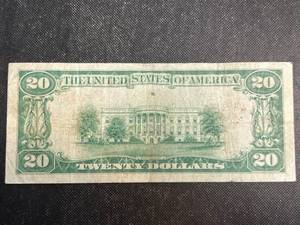 20 THE UNITED STATES OF AMERICA 20
20 TWENTY DOLLARS 20